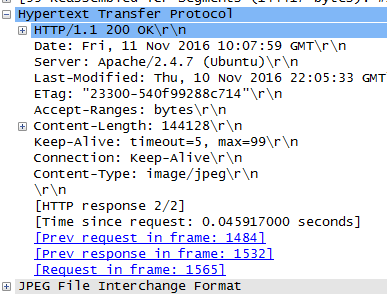 Hypertext Transfer Protocol
HTTP/1.1 200 OK\r\n
Date: Fri, 11 Nov 2016 10:07:59 GMT\r\n
Server: Apache/2.4.7 (Ubuntu)\r\n
Last-Modified: Thu, 10 Nov 2016 22:05:33 GMT\r\n
ETag: "23300-540f99288c714"\r\n
Accept-Ranges: bytes\r\n
Content-Length: 144128\r\n
Keep-Alive: timeout=5, max=99\r\n
Connection: Keep-Alive\r\n
Content-Type: image/jpeg\r\n
\r\n
[HTTP response 2/2]
[Time since request: 0.045917000 seconds]
[Prev request in frame: 1484]
[Prev response in frame: 1532]
[Request in frame: 1565]
JPEG File Interchange Format